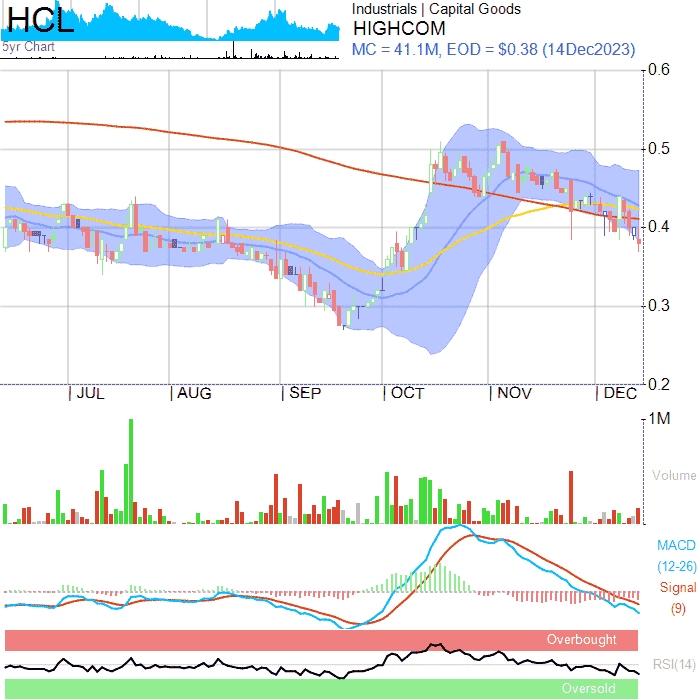 HCL
5yr Chart
Industrials | Capital Goods
HIGHCOM
MC = 41.1M, EOD = $0.38 (14Dec2023)
0.6
0.5
0.4
0.3
0.2
| JUL | AUG | SEP | OCT | NOV | DEC
1M
Volume
MACD
(12-26)
Signal
(9)
Overbought
RSI(14)
Oversold